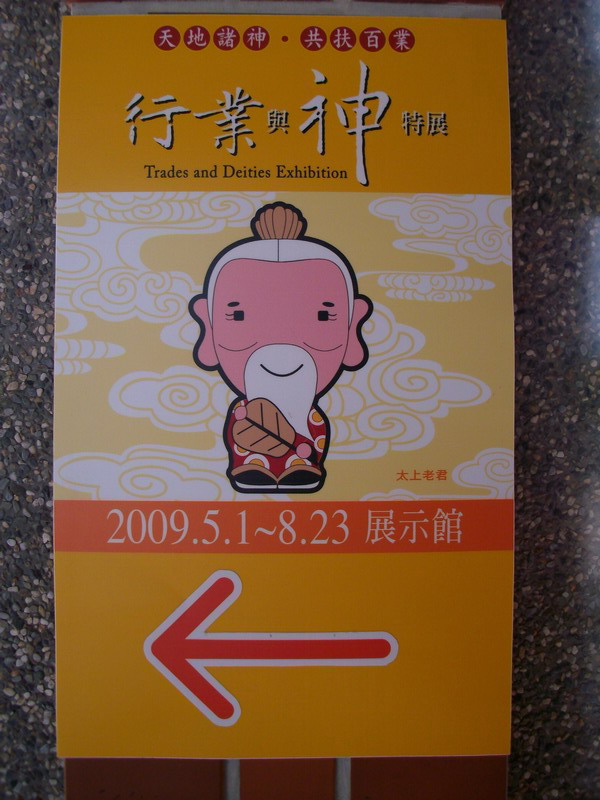 天地諸神·共扶百業
行業與神特展
Trades and Deities Exhibition
太上老君
2009.5.1~8.23 展示館